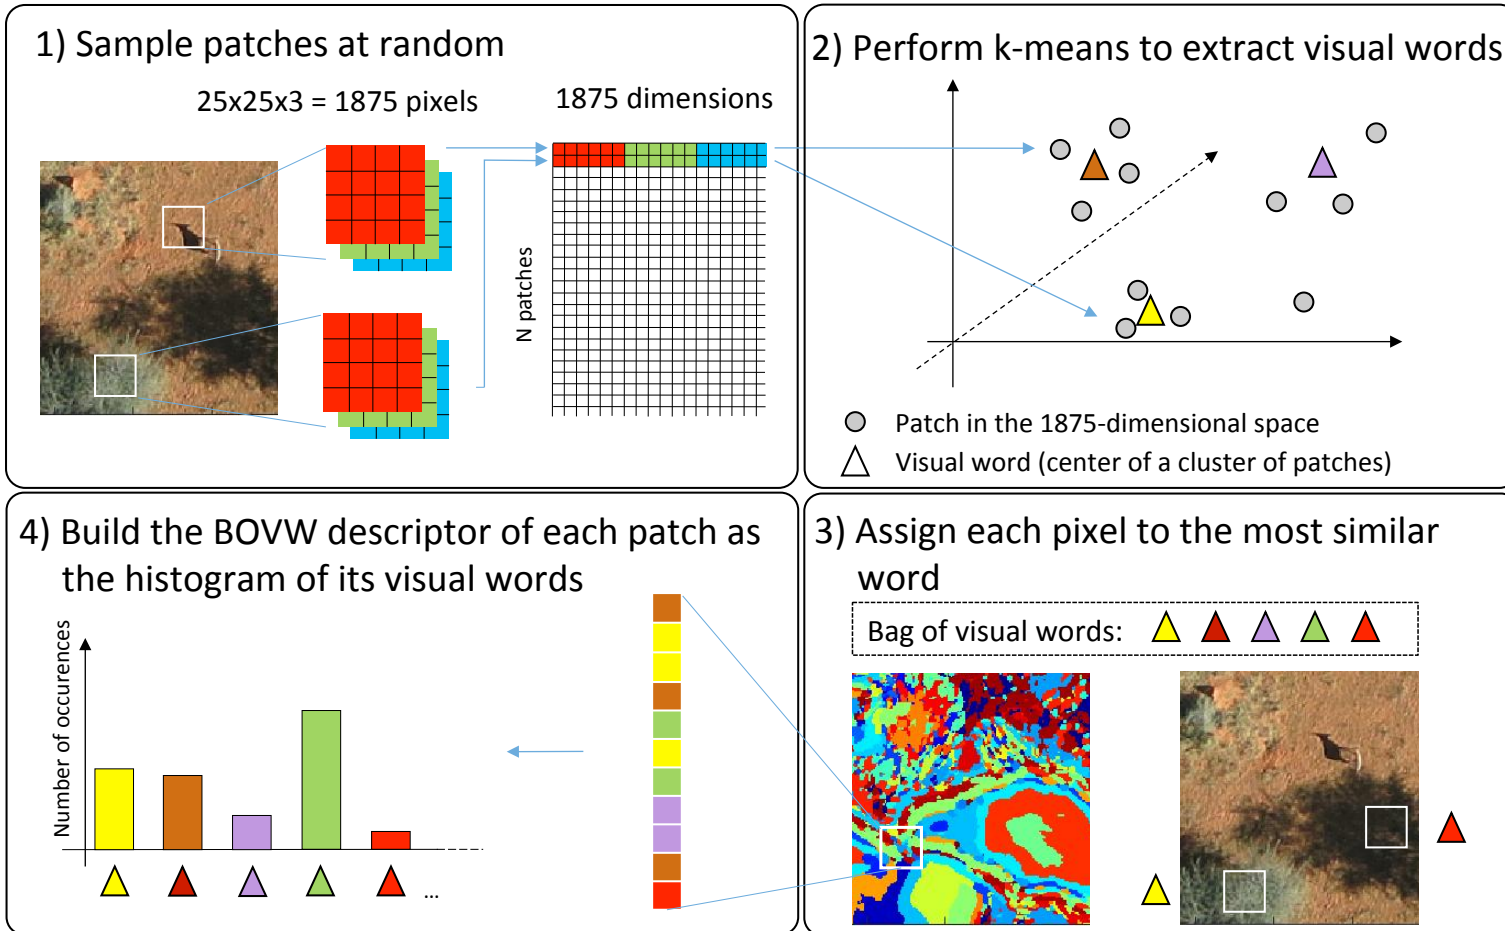 1) Sample patches at random
25x25x3 = 1875 pixels
1875 dimensions
N patches
2) Perform k-means to extract visual words
Patch in the 1875-dimensional space
Visual word (center of a cluster of patches)
4) Build the BOVW descriptor of each patch as
the histogram of its visual words
Number of occurences
...
3) Assign each pixel to the most similar
word
Bag of visual words: